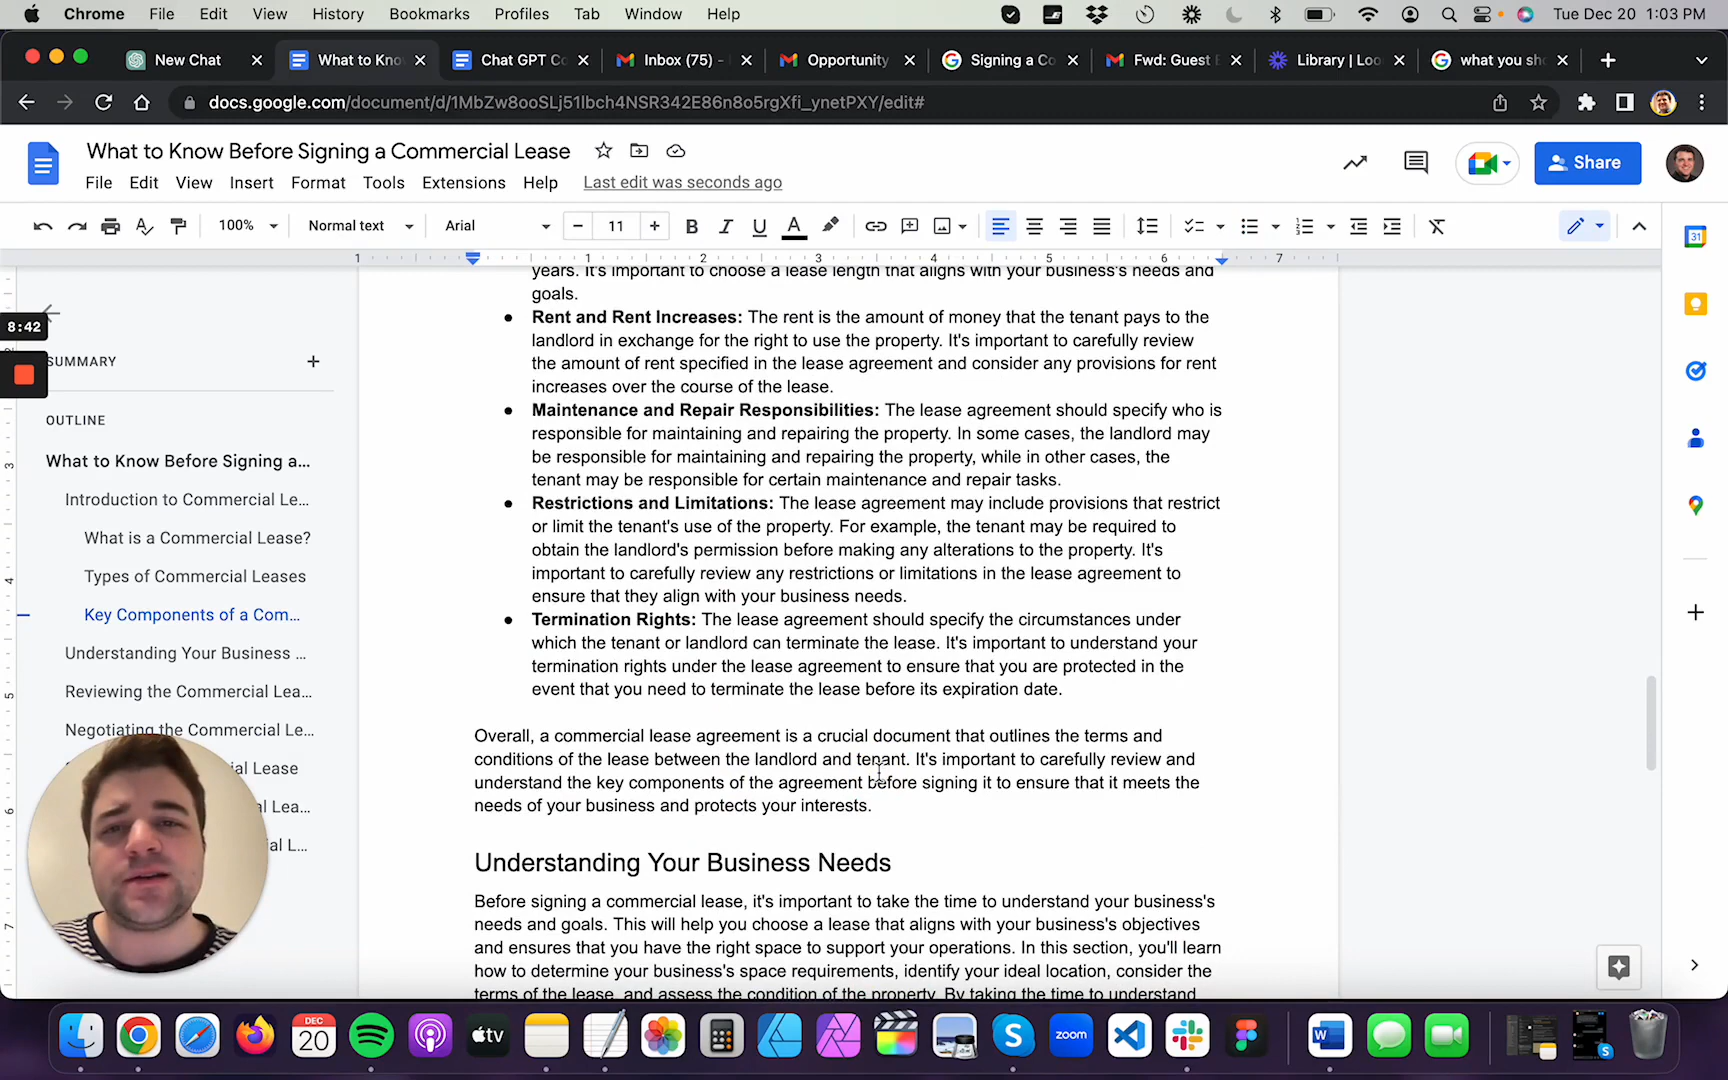 Chrome File Edit View History Bookmarks Profiles Tab Window Help Tue Dec 20 1:03 PM
New Chat What to Kno Chat GPT Co Inbox (75) - Opportunity Signing a Co Fwd: Guest Library | Loo what you sh
docs.google.com/document/d/1MbZw8ooSLj51lbch4NSR342E86n8o5rgXfi_ynetPXY/edit#
What to Know Before Signing a Commercial Lease
Share
File Edit View Insert Format Tools Extensions Help Last edit was seconds ago
100% Normal text Arial 11 B I U A
1 1 2 3 4 5 6 7
years. It's important to choose a lease length that aligns with your business's needs and
goals.
8:42
SUMMARY
OUTLINE
What to Know Before Signing a...
Introduction to Commercial Le...
What is a Commercial Lease?
Types of Commercial Leases
Key Components of a Com...
Understanding Your Business ...
Reviewing the Commercial Lea...
Negotiating the Commercial Le...
ial Lease
ial Lea...
ial L...
2
3
4
5
6
7
• Rent and Rent Increases: The rent is the amount of money that the tenant pays to the
landlord in exchange for the right to use the property. It's important to carefully review
the amount of rent specified in the lease agreement and consider any provisions for rent
increases over the course of the lease.
• Maintenance and Repair Responsibilities: The lease agreement should specify who is
responsible for maintaining and repairing the property. In some cases, the landlord may
be responsible for maintaining and repairing the property, while in other cases, the
tenant may be responsible for certain maintenance and repair tasks.
• Restrictions and Limitations: The lease agreement may include provisions that restrict
or limit the tenant's use of the property. For example, the tenant may be required to
obtain the landlord's permission before making any alterations to the property. It's
important to carefully review any restrictions or limitations in the lease agreement to
ensure that they align with your business needs.
• Termination Rights: The lease agreement should specify the circumstances under
which the tenant or landlord can terminate the lease. It's important to understand your
termination rights under the lease agreement to ensure that you are protected in the
event that you need to terminate the lease before its expiration date.
Overall, a commercial lease agreement is a crucial document that outlines the terms and
conditions of the lease between the landlord and tenant. It's important to carefully review and
understand the key components of the agreement before signing it to ensure that it meets the
needs of your business and protects your interests.
Understanding Your Business Needs
Before signing a commercial lease, it's important to take the time to understand your business's
needs and goals. This will help you choose a lease that aligns with your business's objectives
and ensures that you have the right space to support your operations. In this section, you'll learn
how to determine your business's space requirements, identify your ideal location, consider the
terms of the lease, and assess the condition of the property. By taking the time to understand
31
DEC
20
tv
zoom